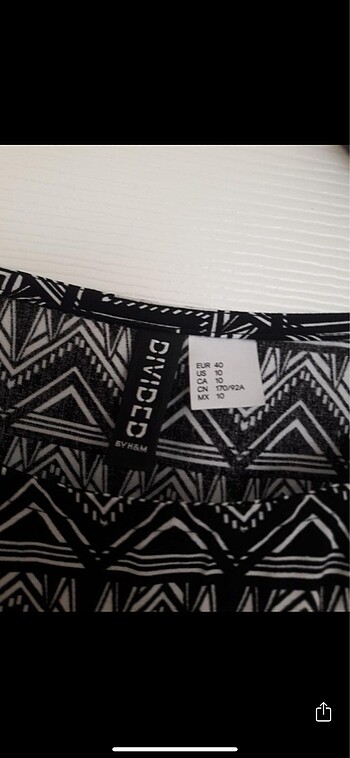 DIVIDED
BY H&M
EUR 40
US 10
CA 10
CN 170/92A
MX 10